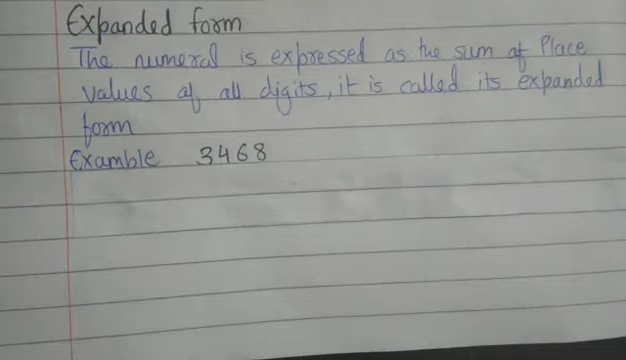 Expanded form
The numeral is expressed as the sum of Place
values of all digits, it is called its expanded
form
Examble 3468